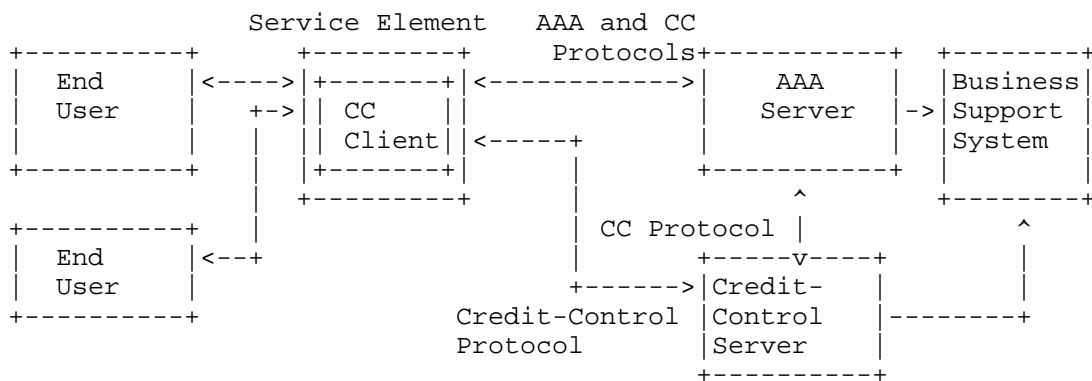 Service Element AAA and CC
Protocols
End User
CC Client
AAA Server
Business Support System
CC Protocol
End User
Credit-Control Protocol
Credit-Control Server